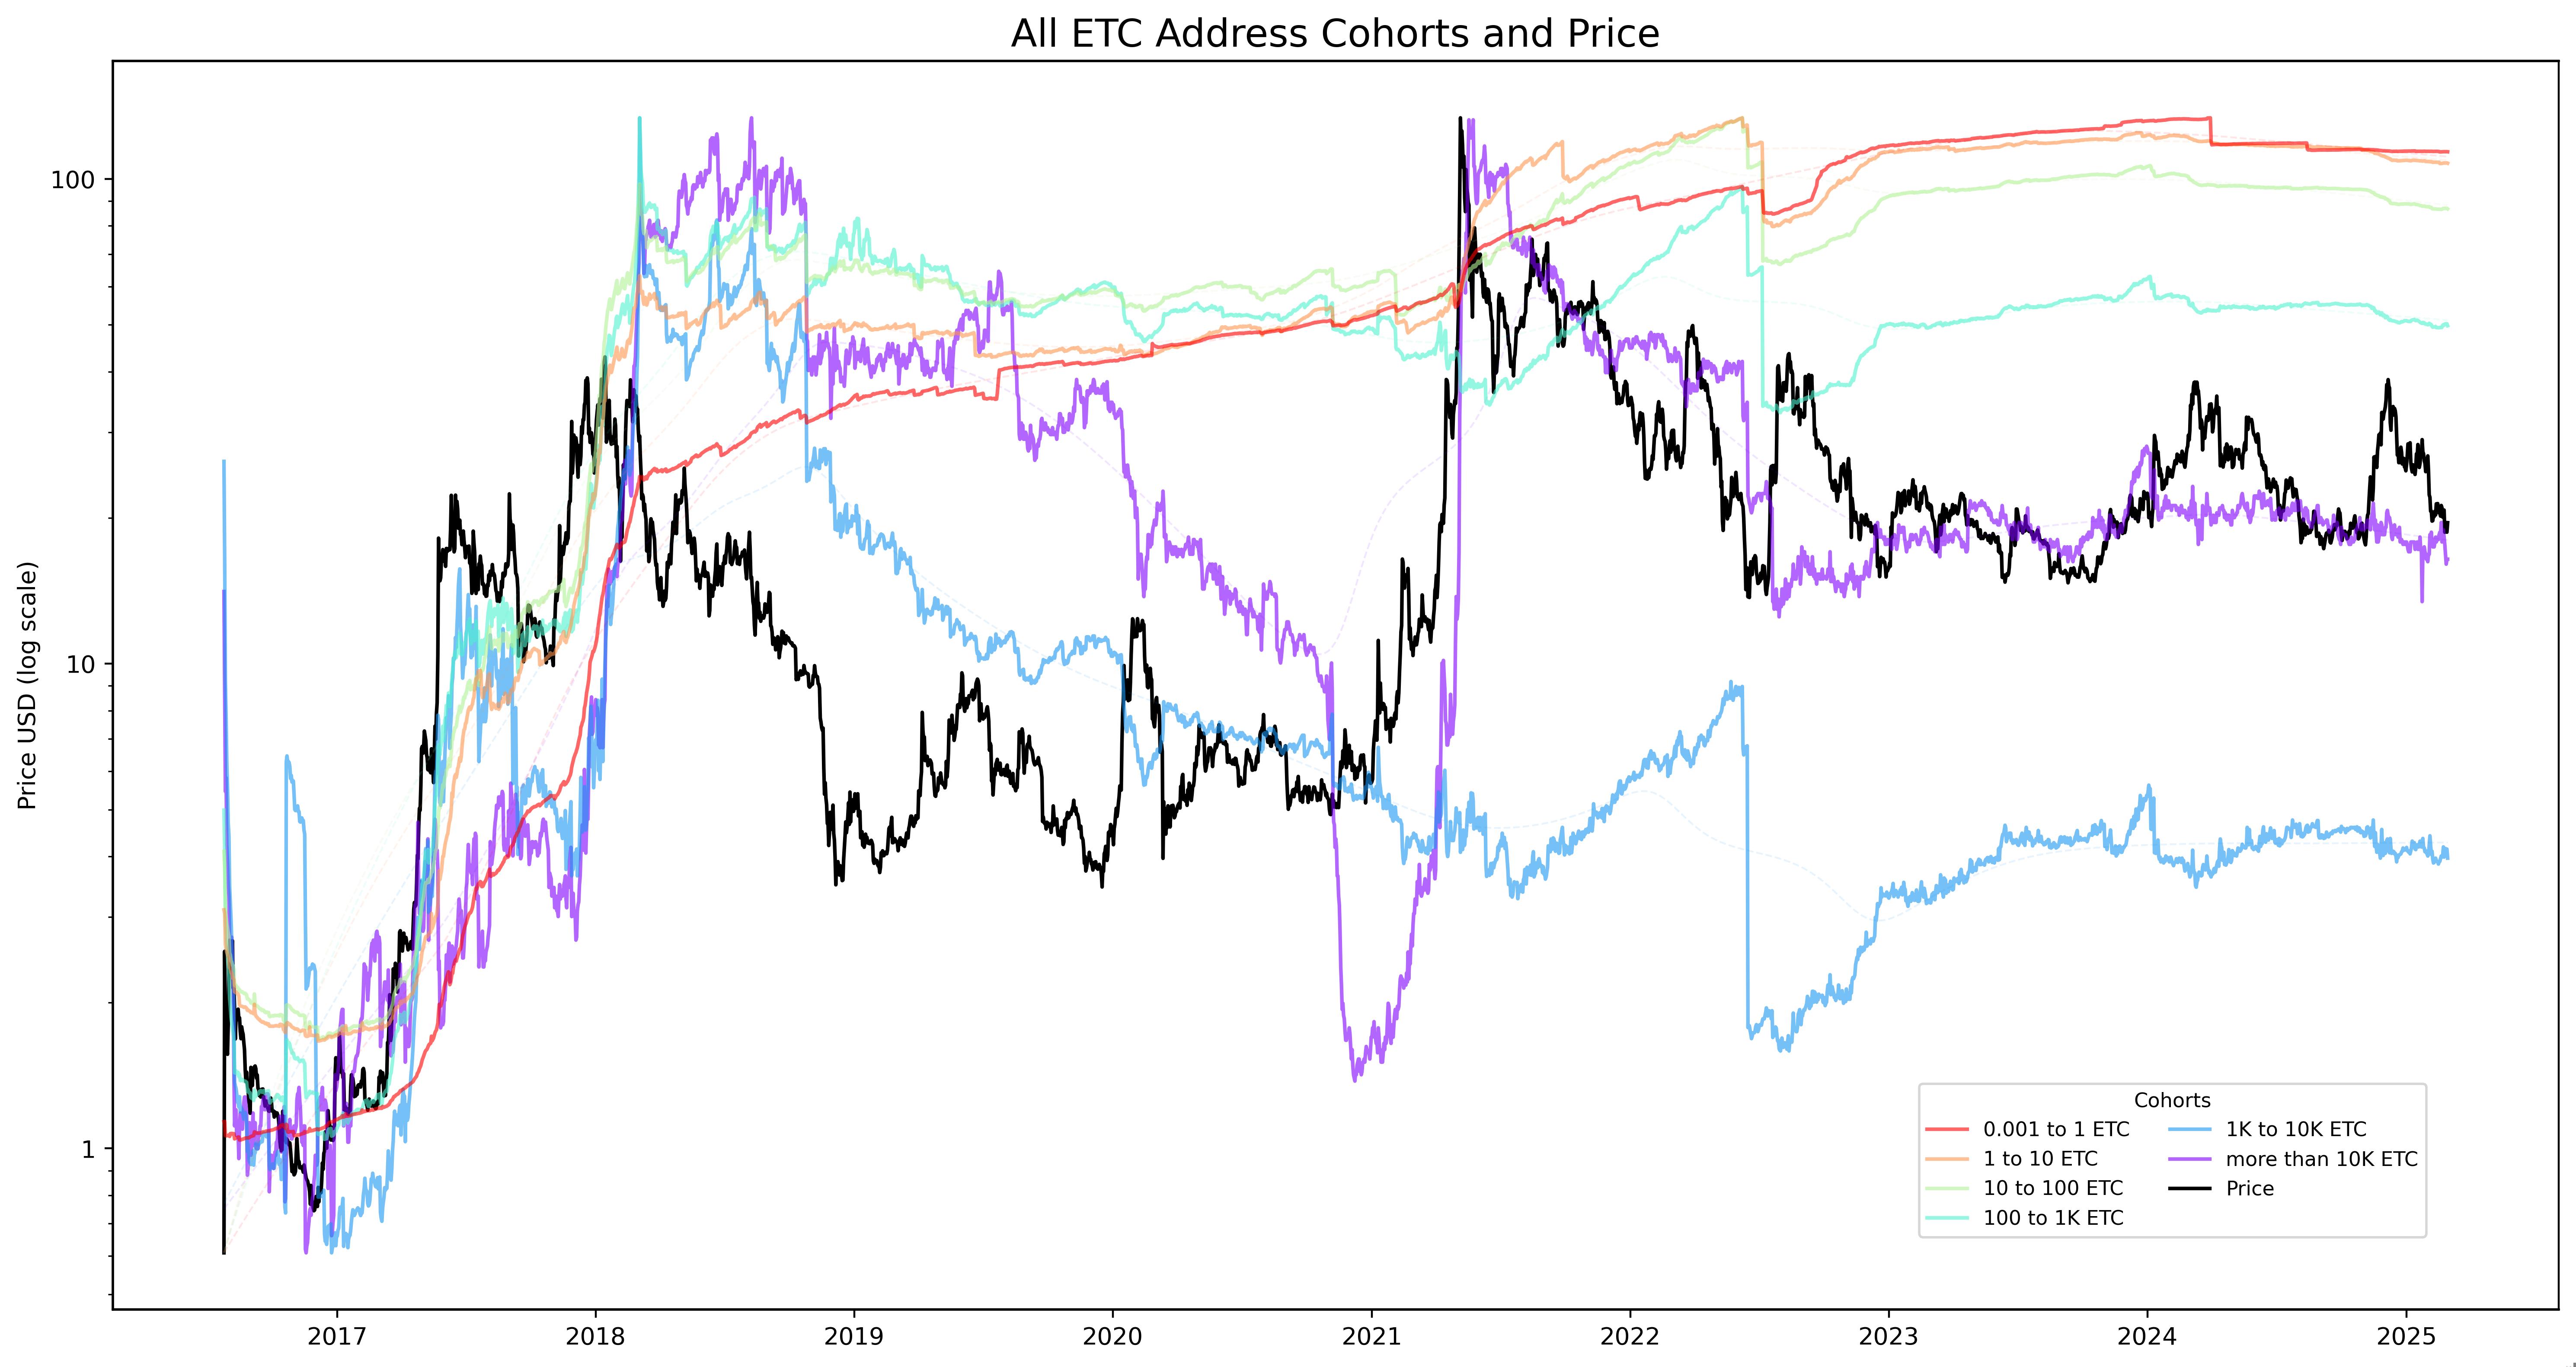 All ETC Address Cohorts and Price
Price USD (log scale)
100
10
1
2017
2018
2019
2020
2021
2022
2023
2024
2025
Cohorts
0.001 to 1 ETC
1 to 10 ETC
10 to 100 ETC
100 to 1K ETC
1K to 10K ETC
more than 10K ETC
Price